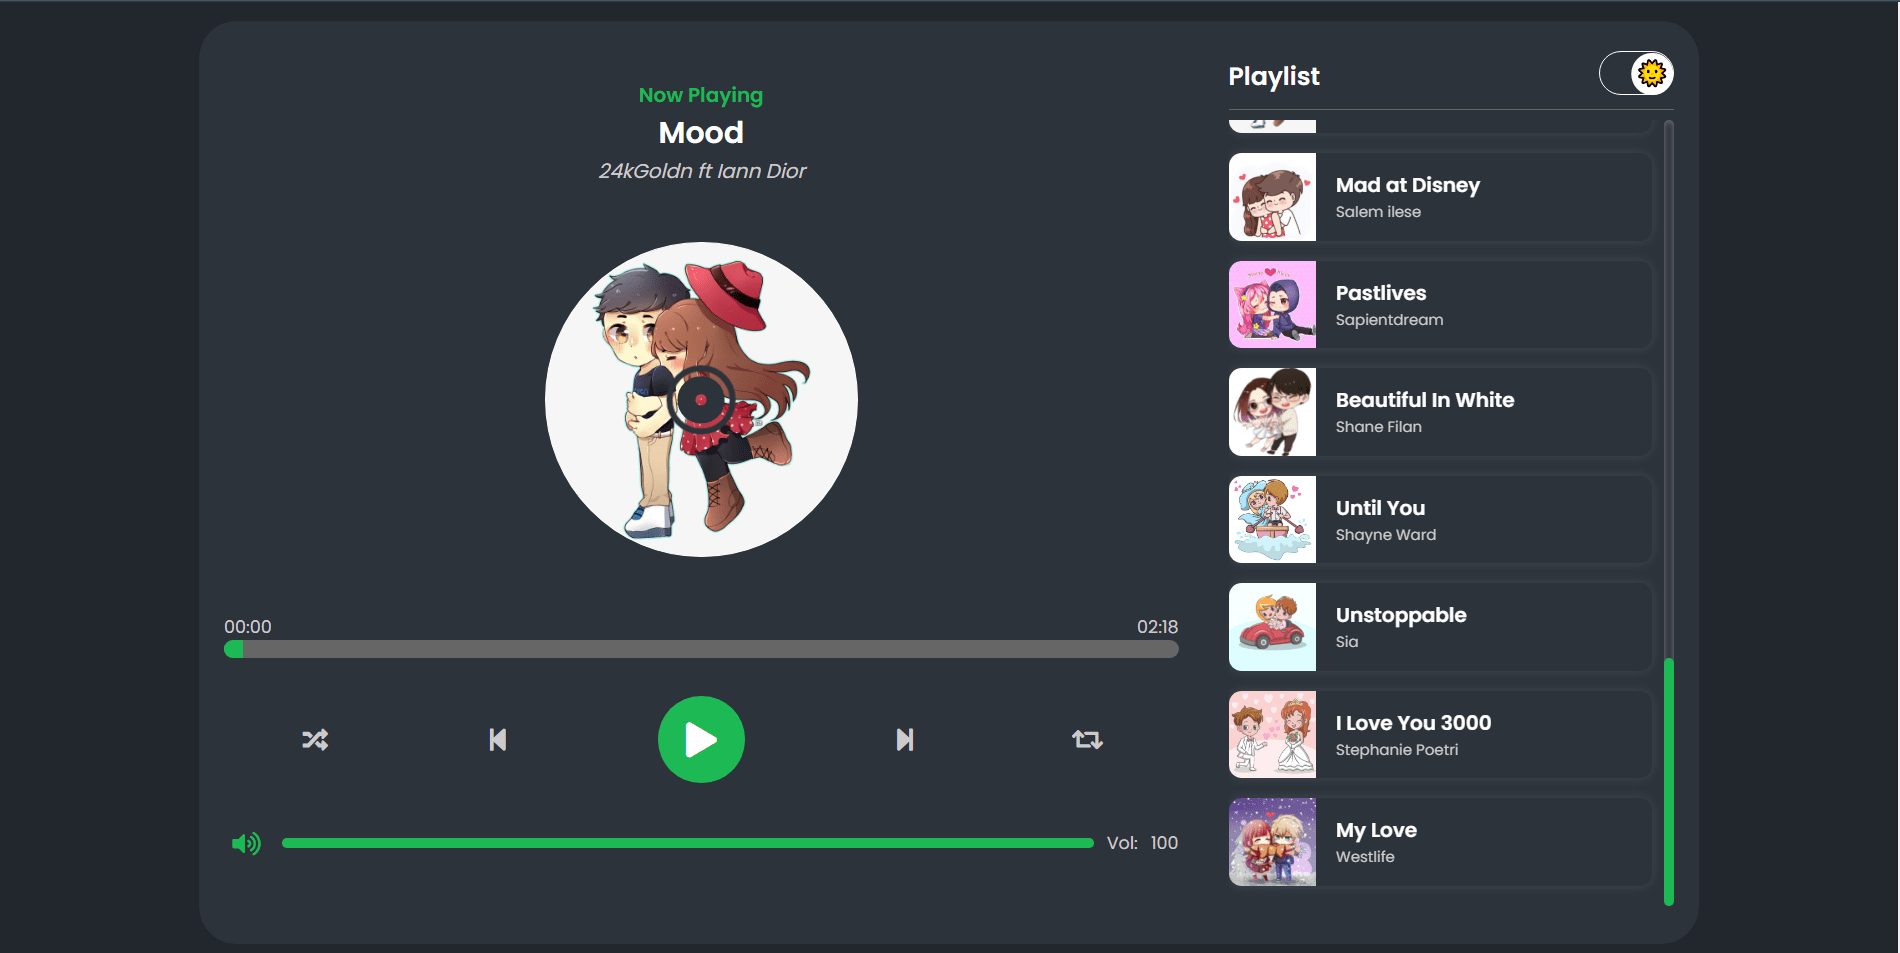 Now Playing
Mood
24kGoldn ft Iann Dior
00:00
02:18
Vol: 100
Playlist
Mad at Disney
Salem ilese
Pastlives
Sapientdream
Beautiful In White
Shane Filan
Until You
Shayne Ward
Unstoppable
Sia
I Love You 3000
Stephanie Poetri
My Love
Westlife